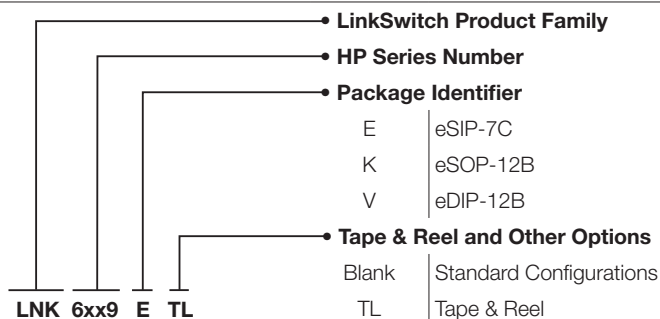 LinkSwitch Product Family
HP Series Number
Package Identifier
E eSIP-7C
K eSOP-12B
V eDIP-12B
Tape & Reel and Other Options
Blank Standard Configurations
TL Tape & Reel
LNK 6xx9 E TL